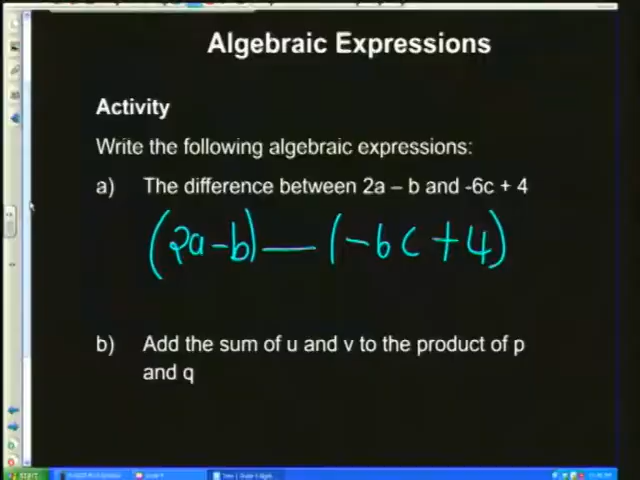 Algebraic Expressions
Activity
Write the following algebraic expressions:
a) The difference between 2a – b and -6c + 4
(2a - b) — (-6c + 4)
b) Add the sum of u and v to the product of p
and q
start